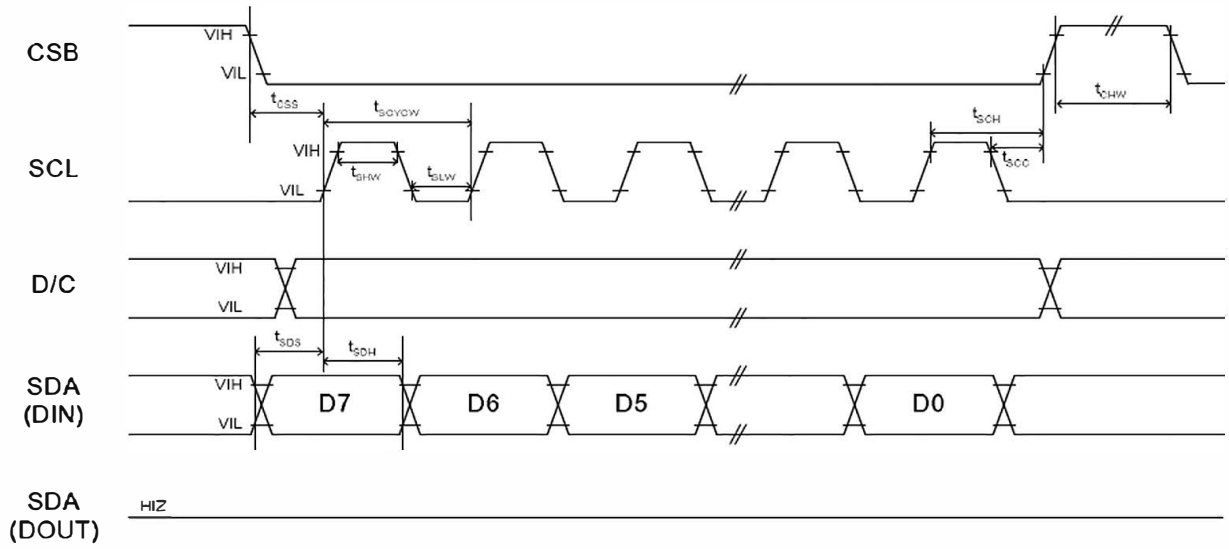 CSB
VIH
VIL
tCSS
tSCYCW
tSCH
tCHW
tSCC
SCL
VIH
VIL
tSHW
tSLW
D/C
VIH
VIL
tSDS
tSDH
SDA
(DIN)
VIH
VIL
D7
D6
D5
D0
SDA
(DOUT)
HIZ